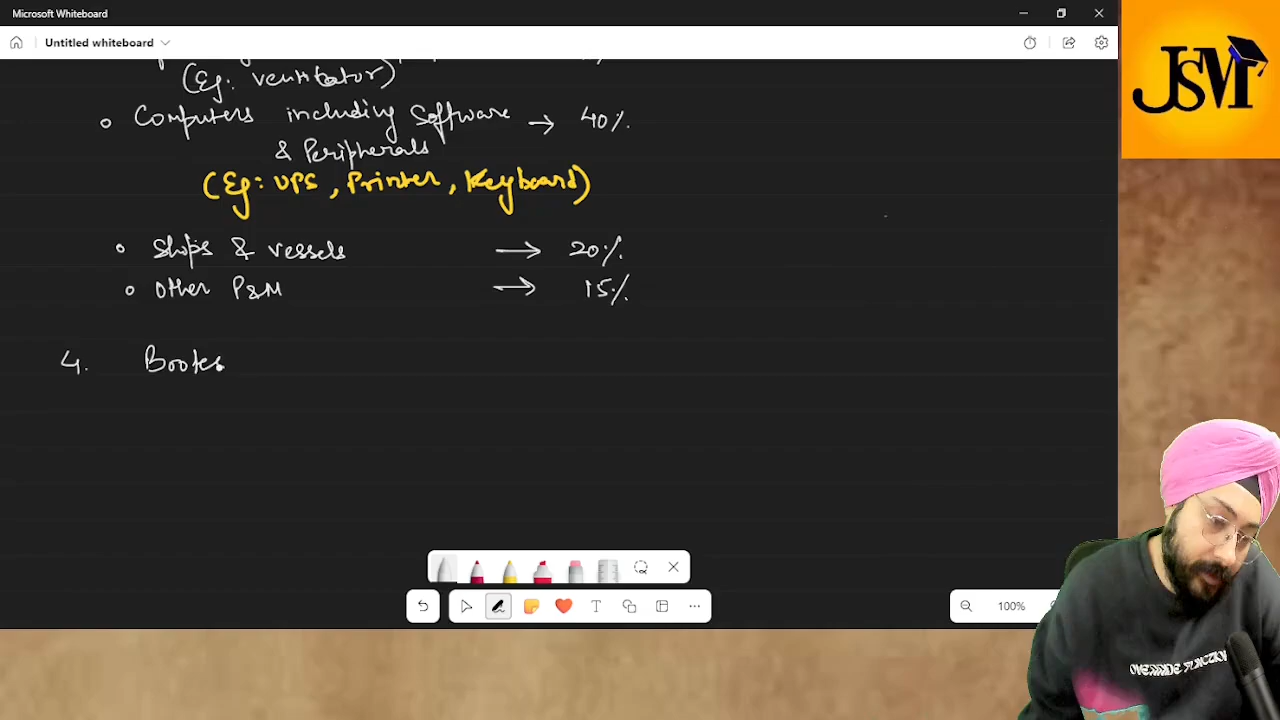 Microsoft Whiteboard
Untitled whiteboard
JSM
(Eg: ventilator)
• Computers including Software → 40%
& Peripherals
(Eg: UPS, Printer, Keyboard)
• Ships & vessels → 20%
• Other P&M → 15%
4. Books
100%